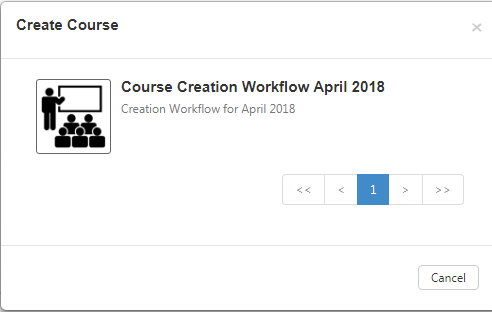 Create Course
×
Course Creation Workflow April 2018
Creation Workflow for April 2018
<< < 1 > >>
Cancel